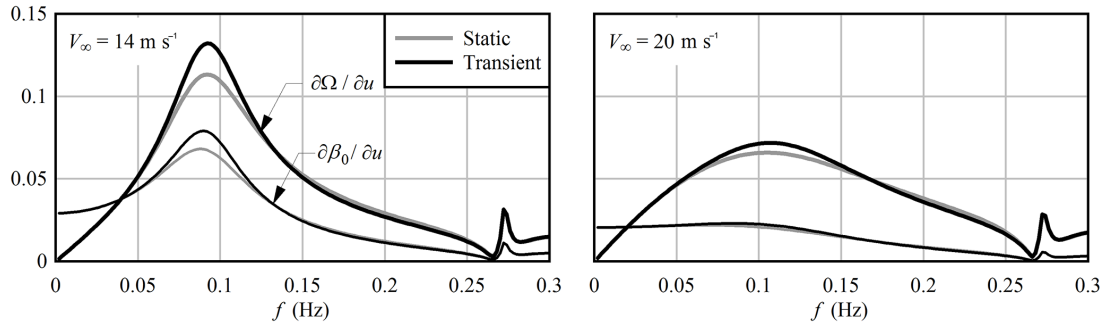 0.15
0.1
0.05
0
V∞ = 14 m s⁻¹
Static
Transient
∂Ω / ∂u
∂β₀ / ∂u
0 0.05 0.1 0.15 0.2 0.25 0.3
f (Hz)
V∞ = 20 m s⁻¹
0 0.05 0.1 0.15 0.2 0.25 0.3
f (Hz)